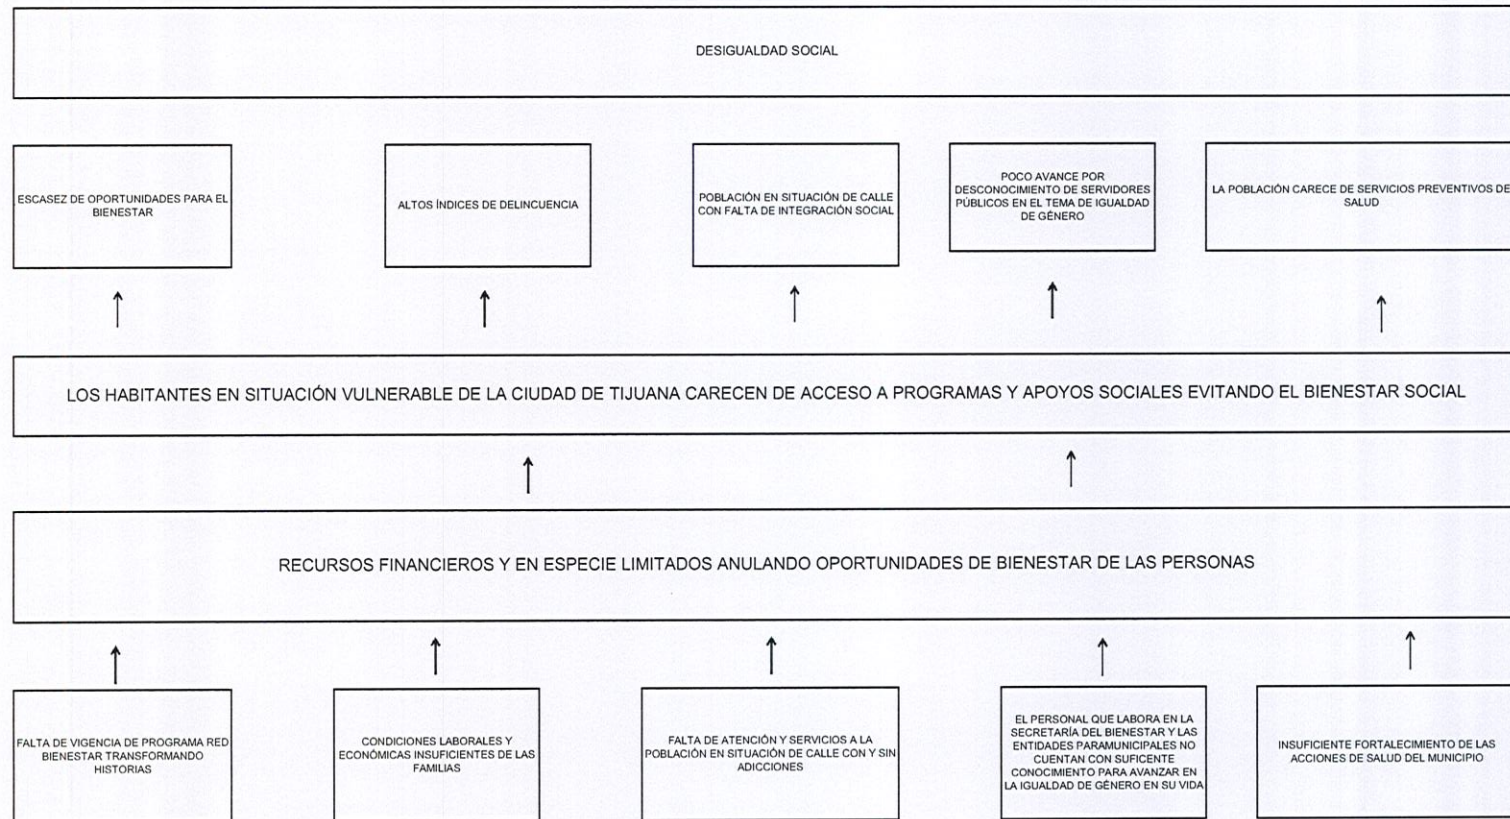 DESIGUALDAD SOCIAL
ESCASEZ DE OPORTUNIDADES PARA EL
BIENESTAR
ALTOS ÍNDICES DE DELINCUENCIA
POBLACIÓN EN SITUACIÓN DE CALLE
CON FALTA DE INTEGRACIÓN SOCIAL
POCO AVANCE POR
DESCONOCIMIENTO DE SERVIDORES
PÚBLICOS EN EL TEMA DE IGUALDAD
DE GÉNERO
LA POBLACIÓN CARECE DE SERVICIOS PREVENTIVOS DE
SALUD
LOS HABITANTES EN SITUACIÓN VULNERABLE DE LA CIUDAD DE TIJUANA CARECEN DE ACCESO A PROGRAMAS Y APOYOS SOCIALES EVITANDO EL BIENESTAR SOCIAL
RECURSOS FINANCIEROS Y EN ESPECIE LIMITADOS ANULANDO OPORTUNIDADES DE BIENESTAR DE LAS PERSONAS
FALTA DE VIGENCIA DE PROGRAMA RED
BIENESTAR TRANSFORMANDO
HISTORIAS
CONDICIONES LABORALES Y
ECONÓMICAS INSUFICIENTES DE LAS
FAMILIAS
FALTA DE ATENCIÓN Y SERVICIOS A LA
POBLACIÓN EN SITUACIÓN DE CALLE CON Y SIN
ADICCIONES
EL PERSONAL QUE LABORA EN LA
SECRETARÍA DEL BIENESTAR Y LAS
ENTIDADES PARAMUNICIPALES NO
CUENTAN CON SUFICENTE
CONOCIMIENTO PARA AVANZAR EN
LA IGUALDAD DE GÉNERO EN SU VIDA
INSUFICIENTE FORTALECIMIENTO DE LAS
ACCIONES DE SALUD DEL MUNICIPIO